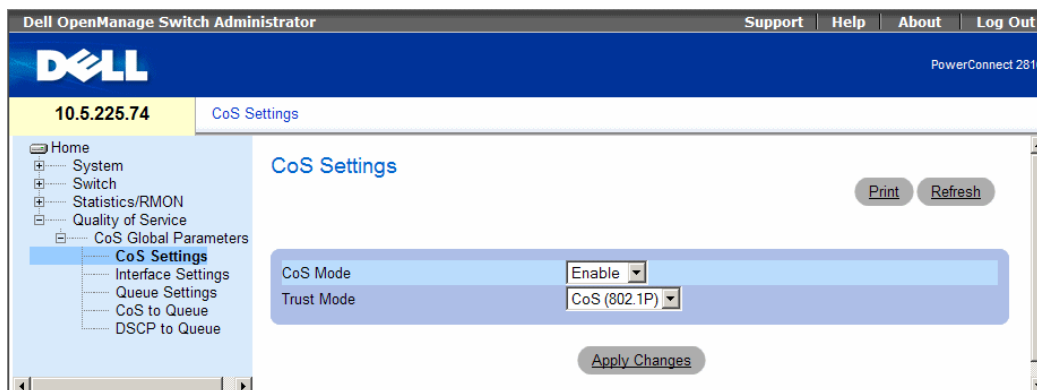 Dell OpenManage Switch Administrator Support Help About Log Out
DELL
PowerConnect 281
10.5.225.74 CoS Settings
Home
System
Switch
Statistics/RMON
Quality of Service
CoS Global Parameters
CoS Settings
Interface Settings
Queue Settings
CoS to Queue
DSCP to Queue
CoS Settings
Print Refresh
CoS Mode Enable
Trust Mode CoS (802.1P)
Apply Changes